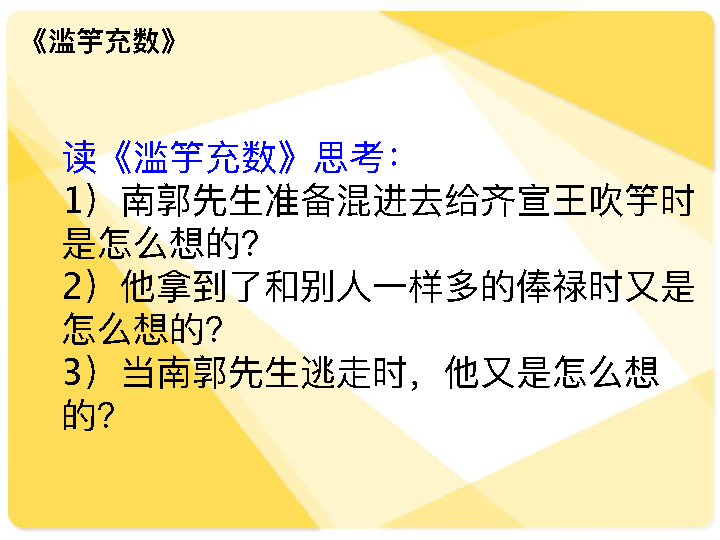 《滥竽充数》
读《滥竽充数》思考：
1）南郭先生准备混进去给齐宣王吹竽时
是怎么想的？
2）他拿到了和别人一样多的俸禄时又是
怎么想的？
3）当南郭先生逃走时，他又是怎么想
的？